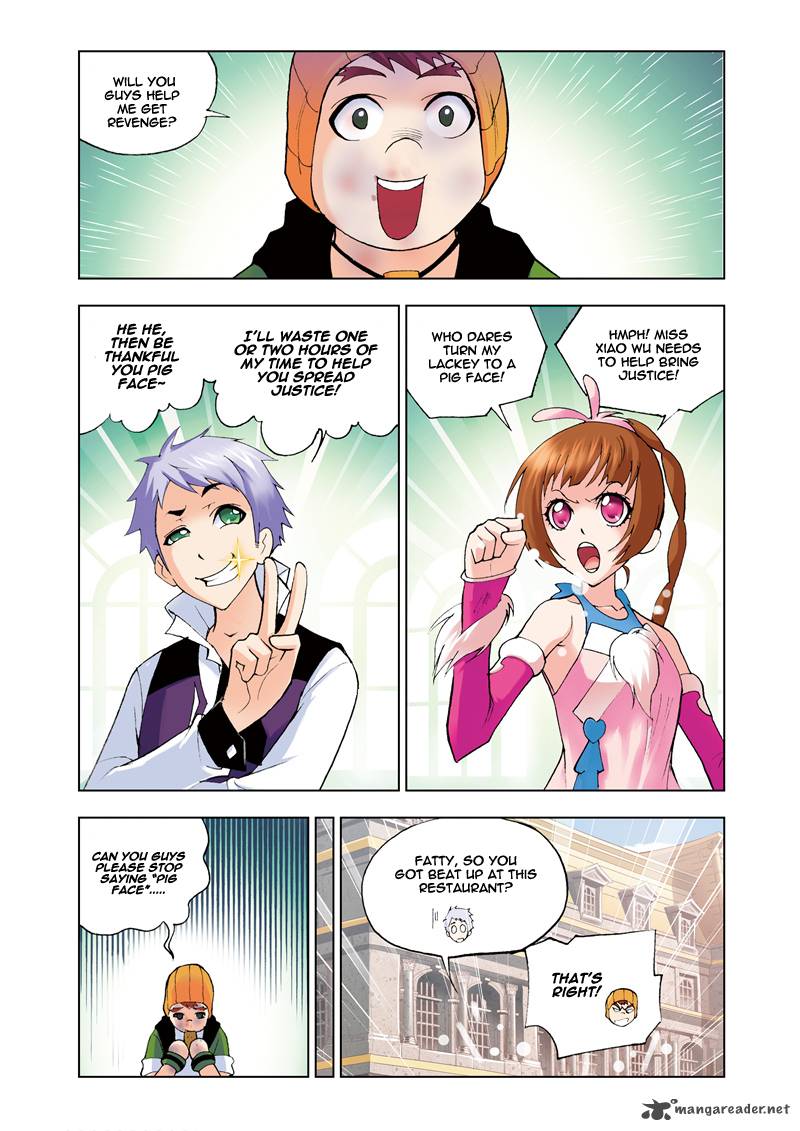 WILL YOU
GUYS HELP
ME GET
REVENGE?
HE HE,
THEN BE
THANKFUL
YOU PIG
FACE~
I'LL WASTE ONE
OR TWO HOURS OF
MY TIME TO HELP
YOU SPREAD
JUSTICE!
WHO DARES
TURN MY
LACKEY TO A
PIG FACE!
HMPH! MISS
XIAO WU NEEDS
TO HELP BRING
JUSTICE!
CAN YOU GUYS
PLEASE STOP
SAYING "PIG
FACE".....
FATTY, SO YOU
GOT BEAT UP AT THIS
RESTAURANT?
THAT'S
RIGHT!
mangareader.net